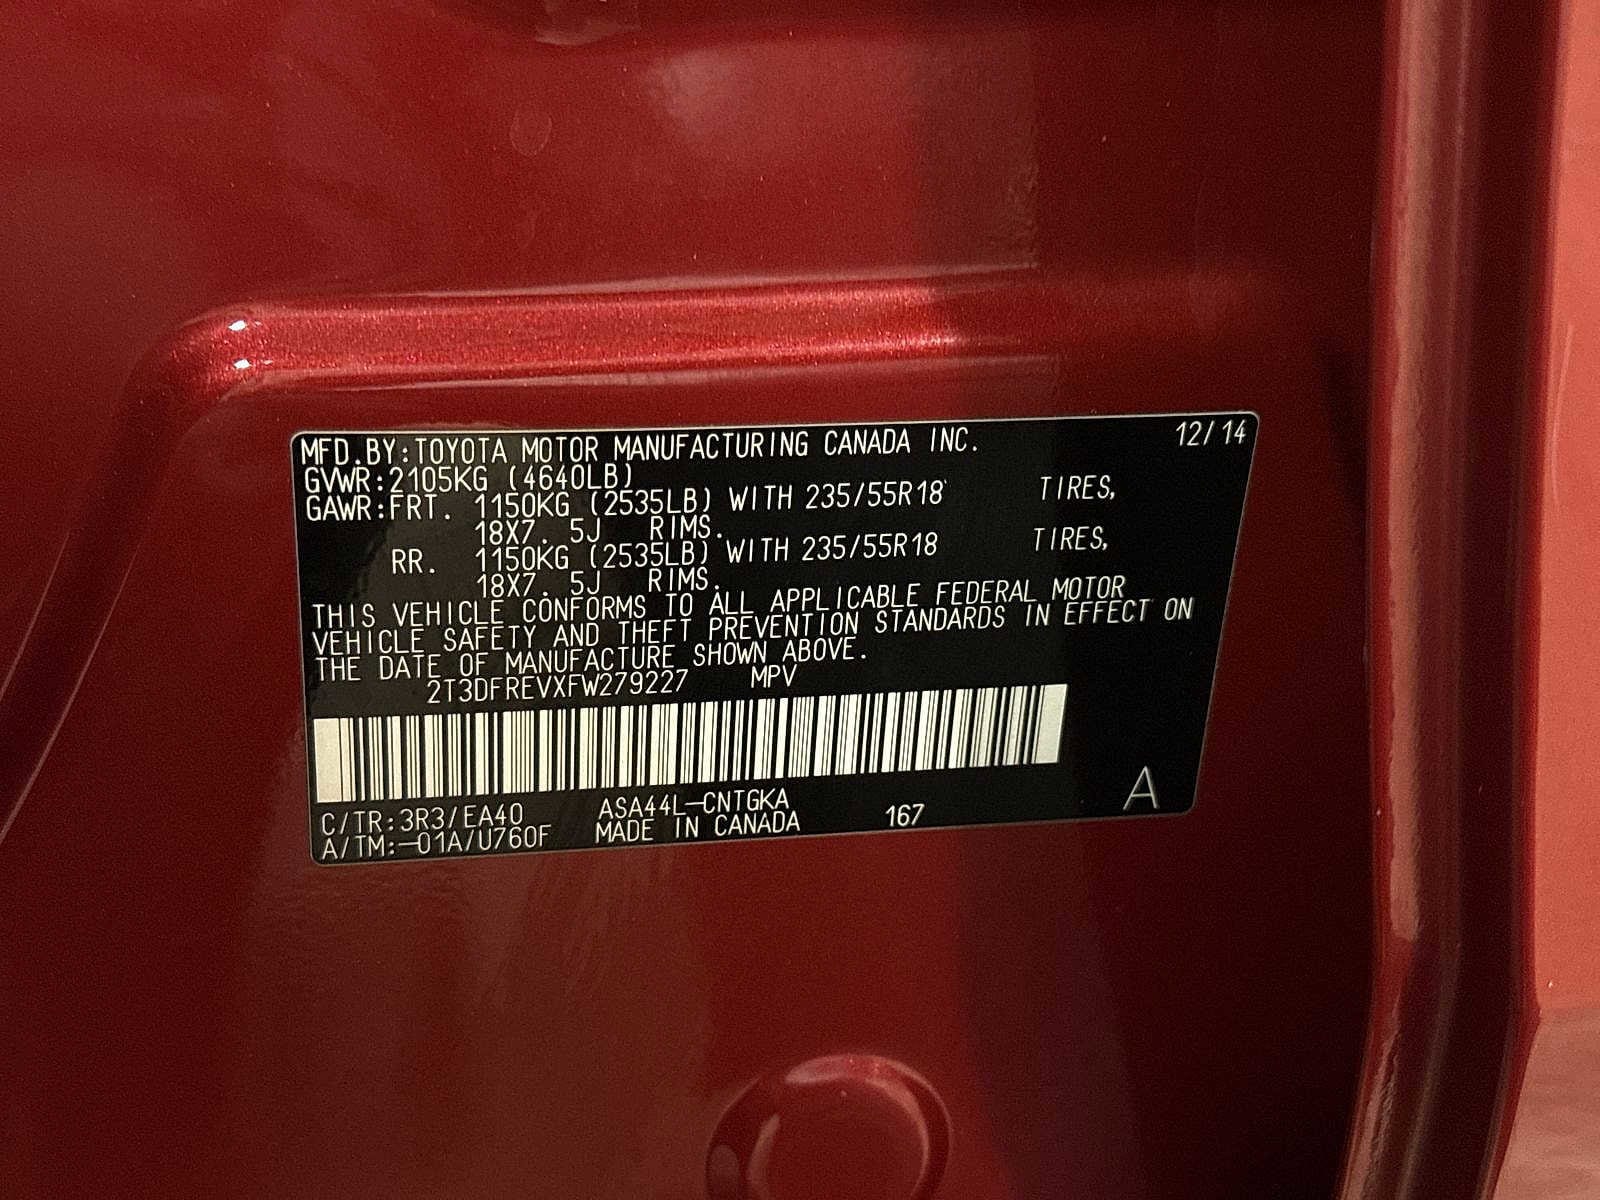 MFD.BY:TOYOTA MOTOR MANUFACTURING CANADA INC. 12/14
GVWR:2105KG (4640LB)
GAWR:FRT. 1150KG (2535LB) WITH 235/55R18 TIRES,
18X7. 5J RIMS.
RR. 1150KG (2535LB) WITH 235/55R18 TIRES,
18X7. 5J RIMS.
THIS VEHICLE CONFORMS TO ALL APPLICABLE FEDERAL MOTOR
VEHICLE SAFETY AND THEFT PREVENTION STANDARDS IN EFFECT ON
THE DATE OF MANUFACTURE SHOWN ABOVE.
2T3DFREVXFW279227 MPV
C/TR:3R3/EA40 ASA44L-CNTGKA 167 A
A/TM:-01A/U760F MADE IN CANADA